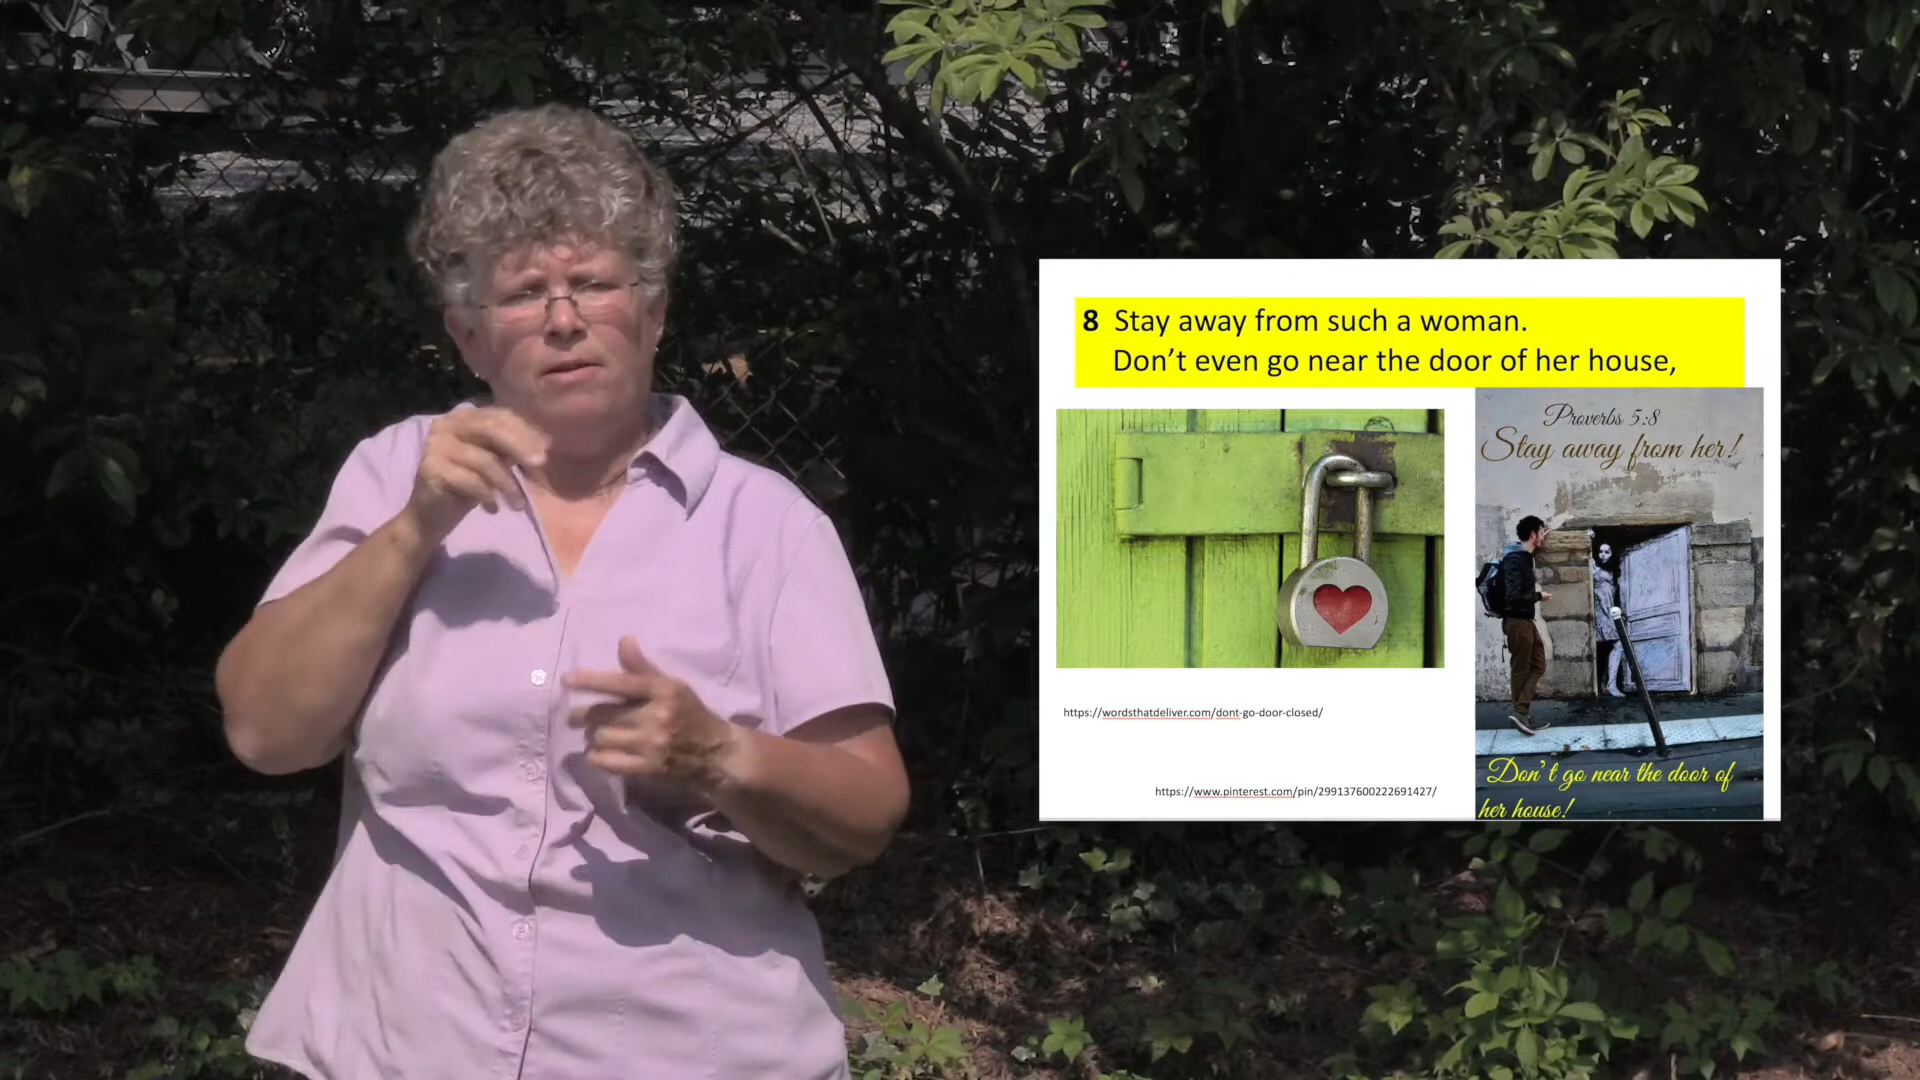 8 Stay away from such a woman.
Don't even go near the door of her house,
Proverbs 5:8
Stay away from her!
https://wordsthatdeliver.com/dont-go-door-closed/
Don't go near the door of
her house!
https://www.pinterest.com/pin/299137600222691427/